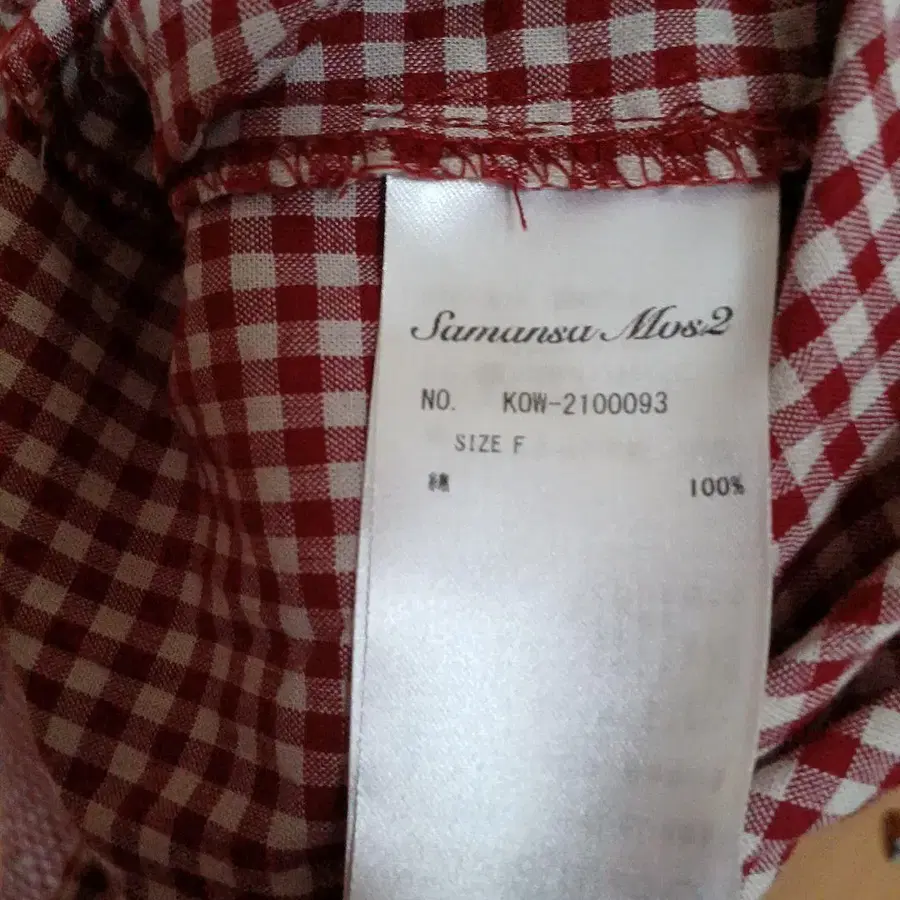 Samansa Mos2
NO. KOW-2100093
SIZE F
綿 100%